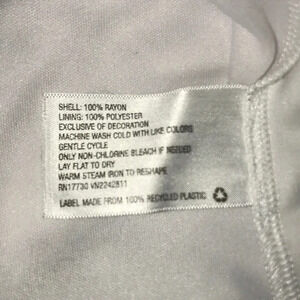 SHELL: 100% RAYON
LINING: 100% POLYESTER
EXCLUSIVE OF DECORATION
MACHINE WASH COLD WITH LIKE COLORS
GENTLE CYCLE
ONLY NON-CHLORINE BLEACH IF NEEDED
LAY FLAT TO DRY
WARM STEAM IRON TO RESHAPE
RN17730 VN2242811
LABEL MADE FROM 100% RECYCLED PLASTIC